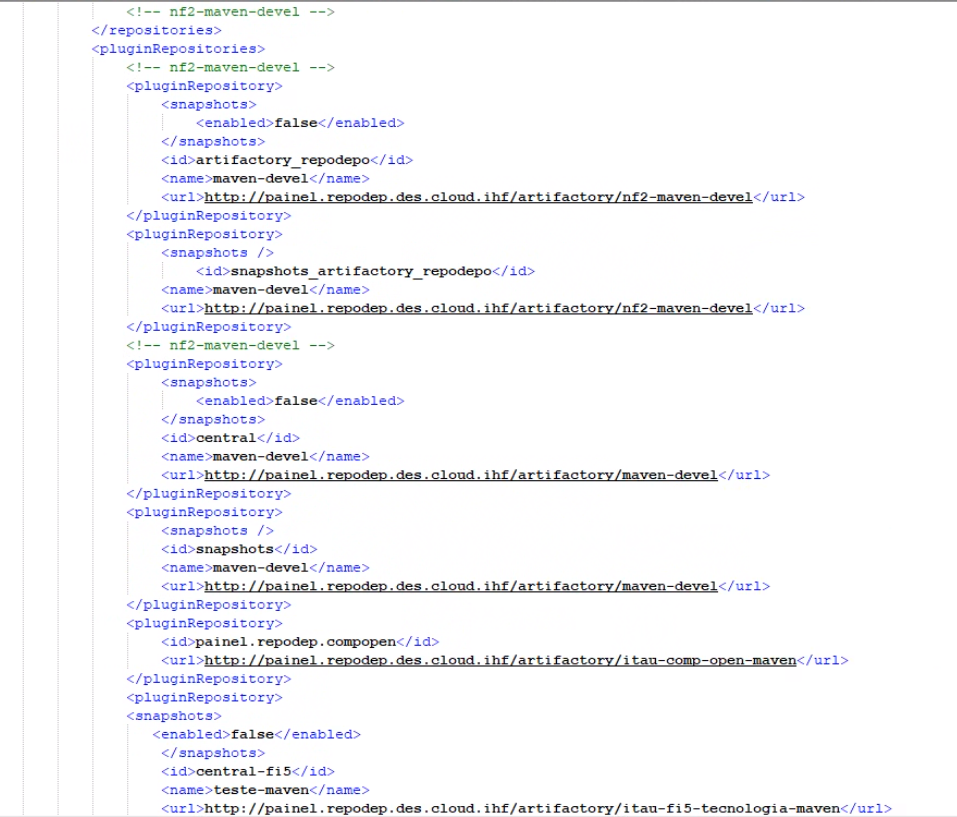 <!-- nf2-maven-devel -->
</repositories>
<pluginRepositories>
<!-- nf2-maven-devel -->
<pluginRepository>
<snapshots>
<enabled>false</enabled>
</snapshots>
<id>artifactory_repodepo</id>
<name>maven-devel</name>
<url>http://painel.repodep.des.cloud.ihf/artifactory/nf2-maven-devel</url>
</pluginRepository>
<pluginRepository>
<snapshots />
<id>snapshots_artifactory_repodepo</id>
<name>maven-devel</name>
<url>http://painel.repodep.des.cloud.ihf/artifactory/nf2-maven-devel</url>
</pluginRepository>
<!-- nf2-maven-devel -->
<pluginRepository>
<snapshots>
<enabled>false</enabled>
</snapshots>
<id>central</id>
<name>maven-devel</name>
<url>http://painel.repodep.des.cloud.ihf/artifactory/maven-devel</url>
</pluginRepository>
<pluginRepository>
<snapshots />
<id>snapshots</id>
<name>maven-devel</name>
<url>http://painel.repodep.des.cloud.ihf/artifactory/maven-devel</url>
</pluginRepository>
<pluginRepository>
<id>painel.repodep.compopen</id>
<url>http://painel.repodep.des.cloud.ihf/artifactory/itau-comp-open-maven</url>
</pluginRepository>
<pluginRepository>
<snapshots>
<enabled>false</enabled>
</snapshots>
<id>central-fi5</id>
<name>teste-maven</name>
<url>http://painel.repodep.des.cloud.ihf/artifactory/itau-fi5-tecnologia-maven</url>